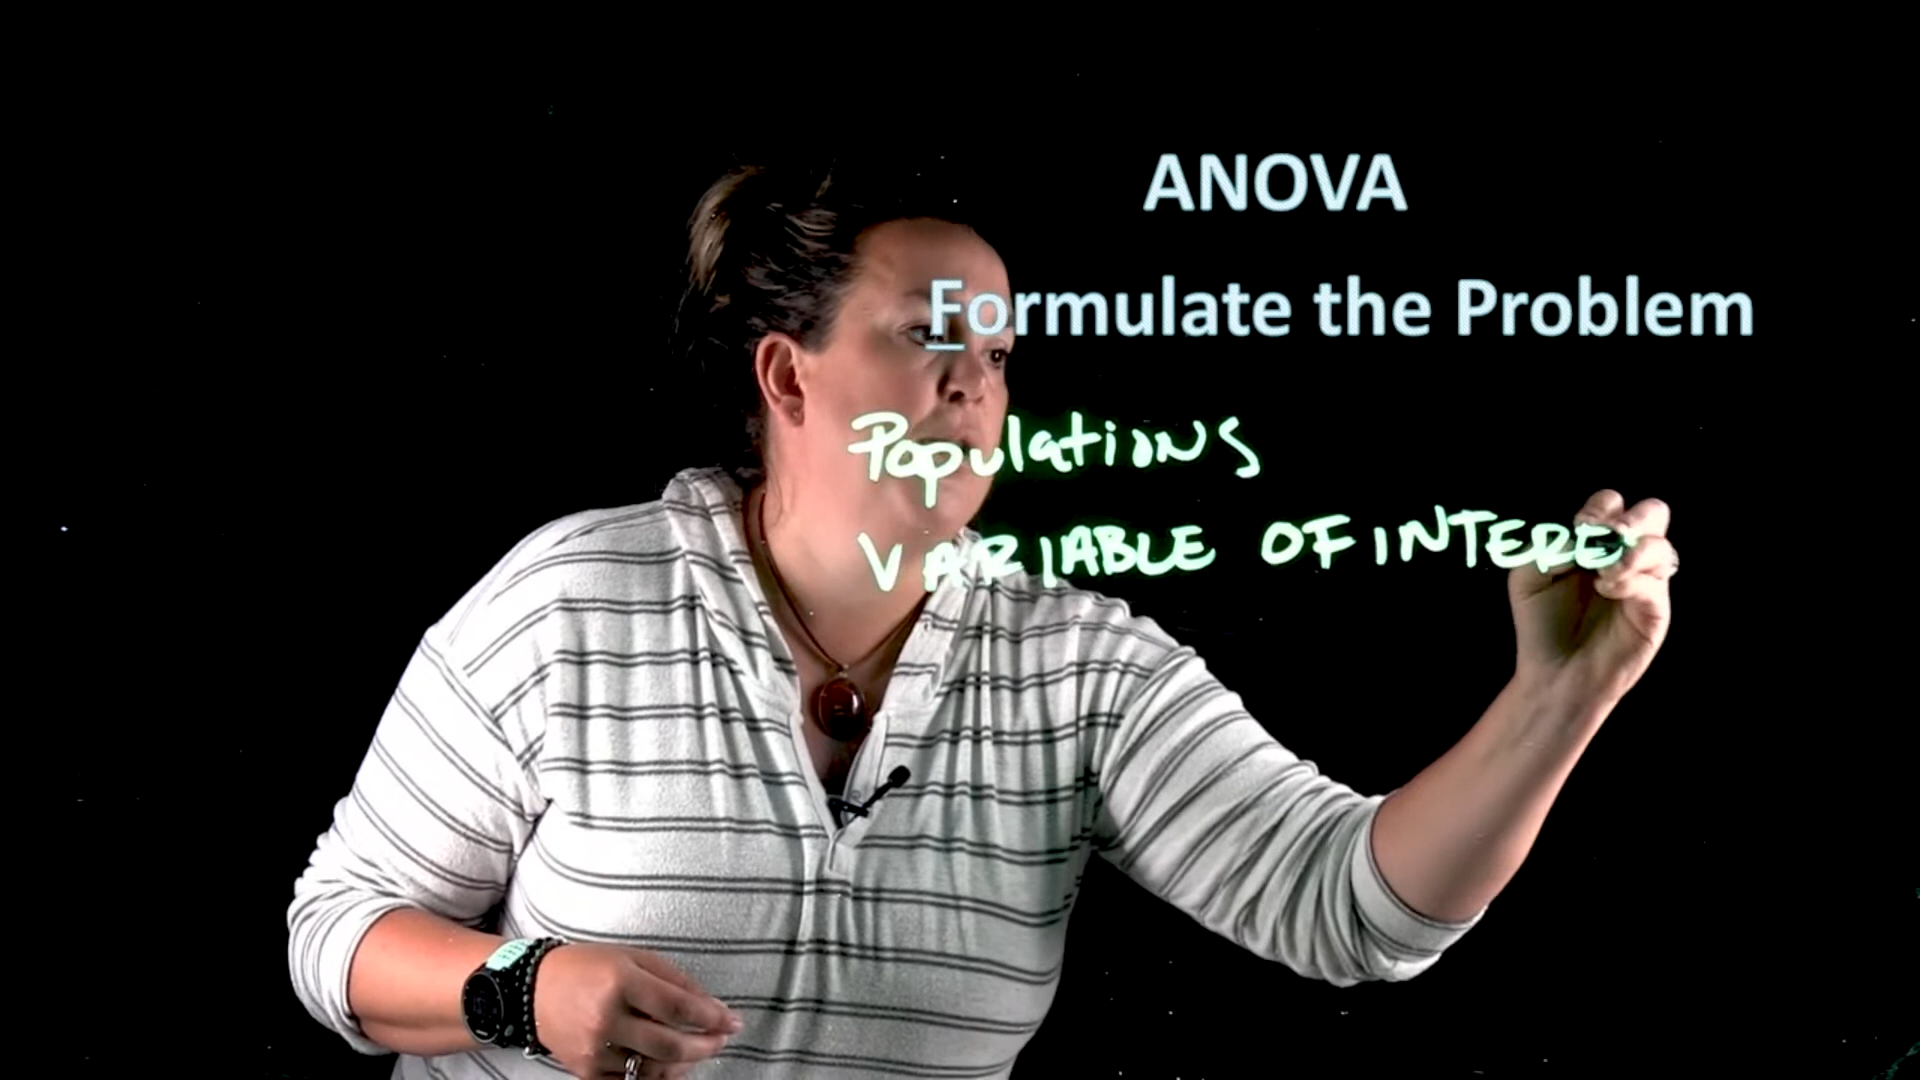 ANOVA
Formulate the Problem
Populations
VARIABLE OF INTERE